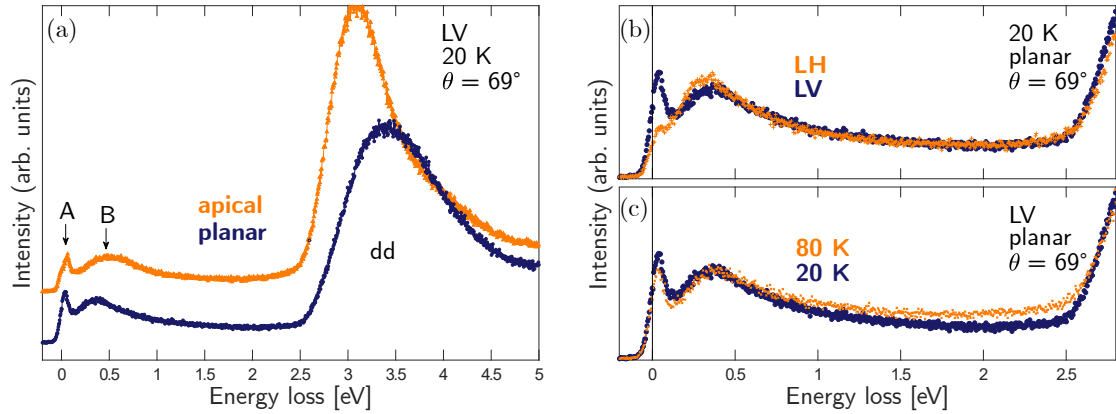 (a)
LV
20 K
θ = 69°
A
B
apical
planar
dd
Intensity (arb. units)
0 0.5 1 1.5 2 2.5 3 3.5 4 4.5 5
Energy loss [eV]
(b)
20 K
planar
θ = 69°
LH
LV
Intensity (arb. units)
(c)
LV
planar
θ = 69°
80 K
20 K
0 0.5 1 1.5 2 2.5
Energy loss [eV]